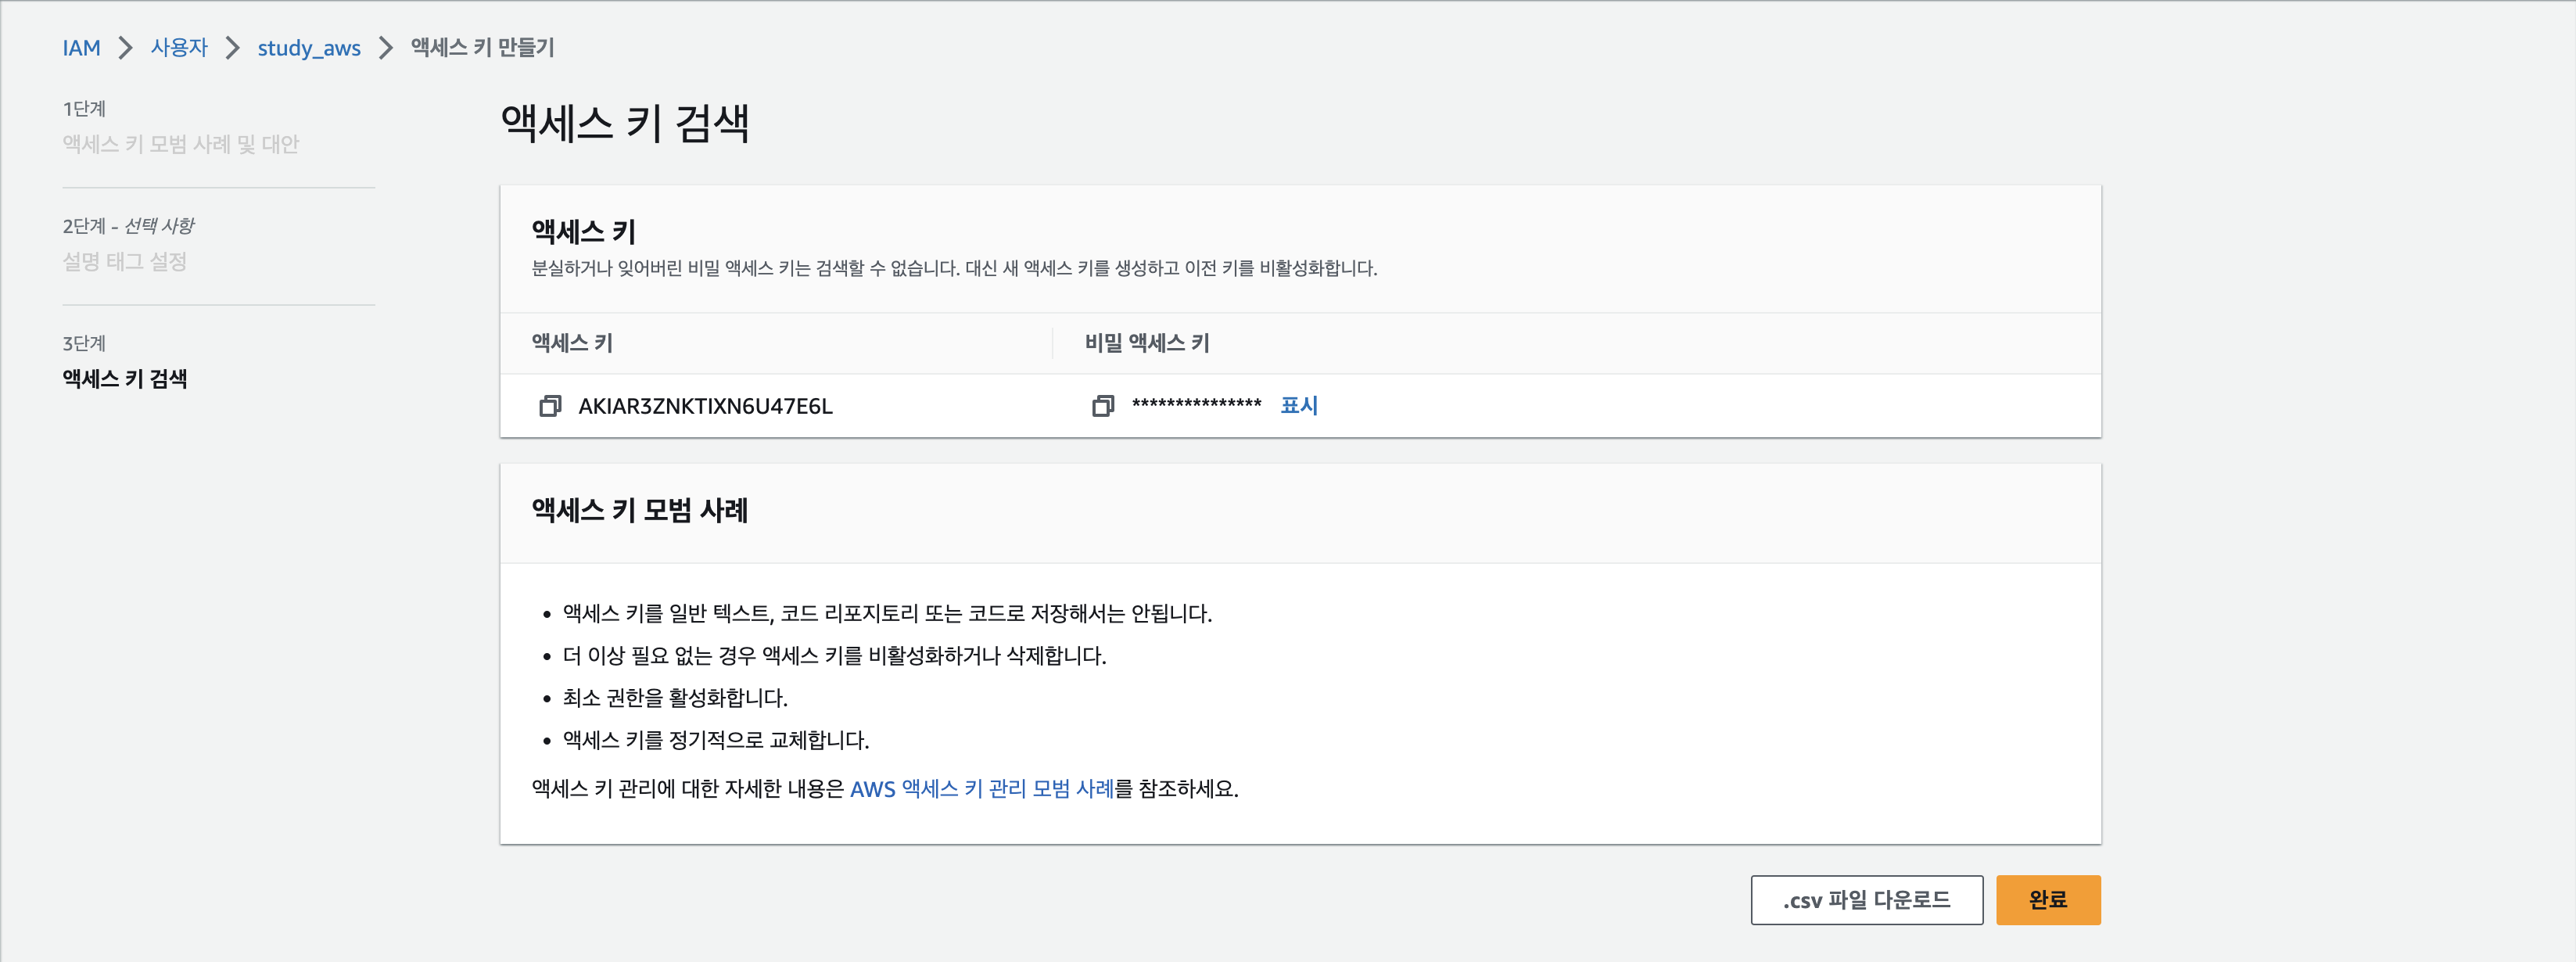 IAM > 사용자 > study_aws > 액세스 키 만들기
1단계
액세스 키 모범 사례 및 대안
2단계 - 선택 사항
설명 태그 설정
3단계
액세스 키 검색
액세스 키 검색
액세스 키
분실하거나 잊어버린 비밀 액세스 키는 검색할 수 없습니다. 대신 새 액세스 키를 생성하고 이전 키를 비활성화합니다.
액세스 키 비밀 액세스 키
AKIAR3ZNKTIXN6U47E6L *************** 표시
액세스 키 모범 사례
• 액세스 키를 일반 텍스트, 코드 리포지토리 또는 코드로 저장해서는 안됩니다.
• 더 이상 필요 없는 경우 액세스 키를 비활성화하거나 삭제합니다.
• 최소 권한을 활성화합니다.
• 액세스 키를 정기적으로 교체합니다.
액세스 키 관리에 대한 자세한 내용은 AWS 액세스 키 관리 모범 사례를 참조하세요.
.csv 파일 다운로드 완료